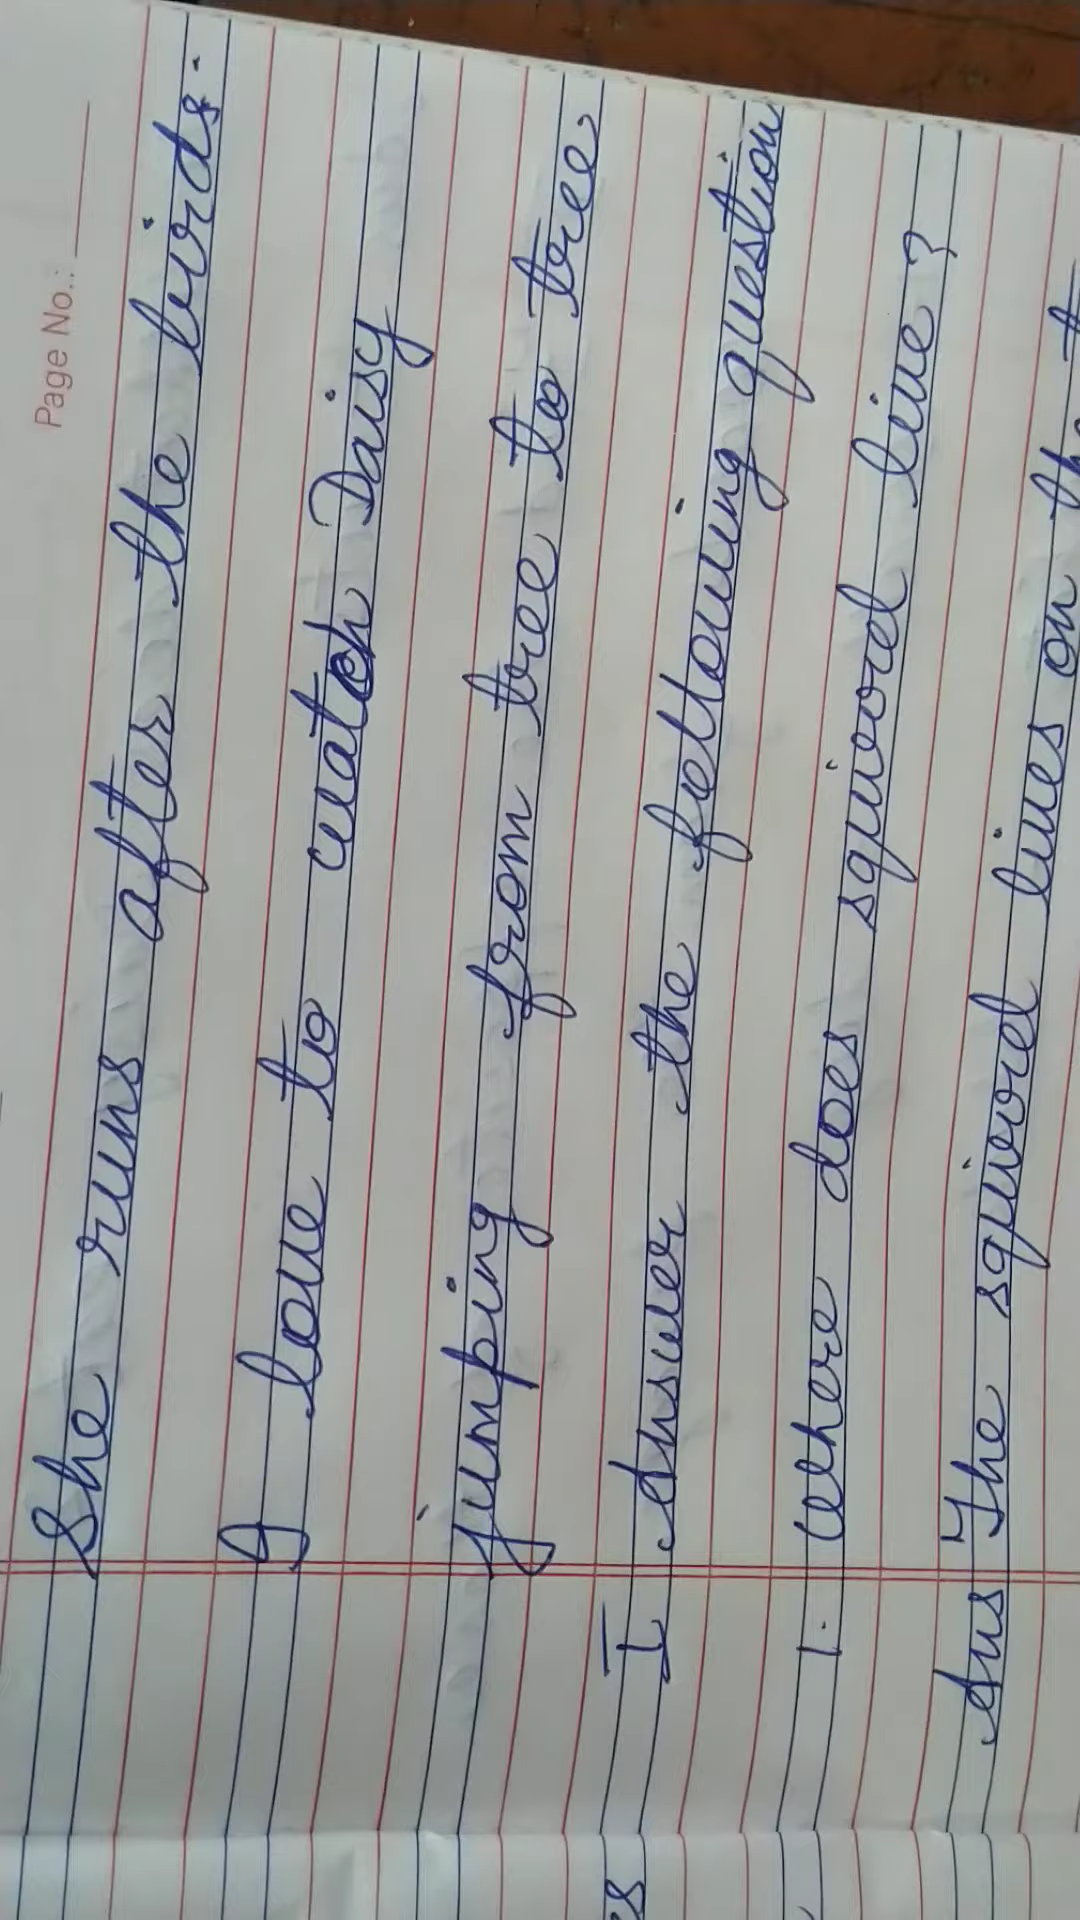 Page No.:
She runs after the birds.
I love to watch Daisy
jumping from tree to tree
I Answer the following question
1. Where does squirrel live?
Ans The squirrel lives on the